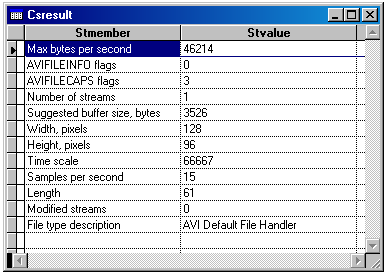 Csresult
Stmember Stvalue
Max bytes per second 46214
AVIFILEINFO flags 0
AVIFILECAPS flags 3
Number of streams 1
Suggested buffer size, bytes 3526
Width, pixels 128
Height, pixels 96
Time scale 66667
Samples per second 15
Length 61
Modified streams 0
File type description AVI Default File Handler